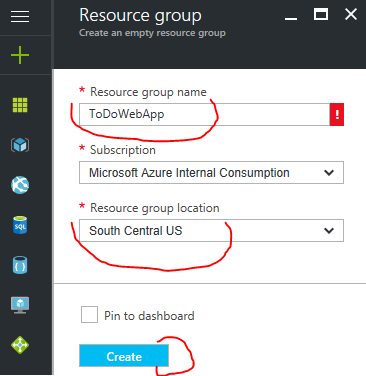 Resource group
Create an empty resource group
* Resource group name
ToDoWebApp
!
* Subscription
Microsoft Azure Internal Consumption
* Resource group location
South Central US
Pin to dashboard
Create
SQL